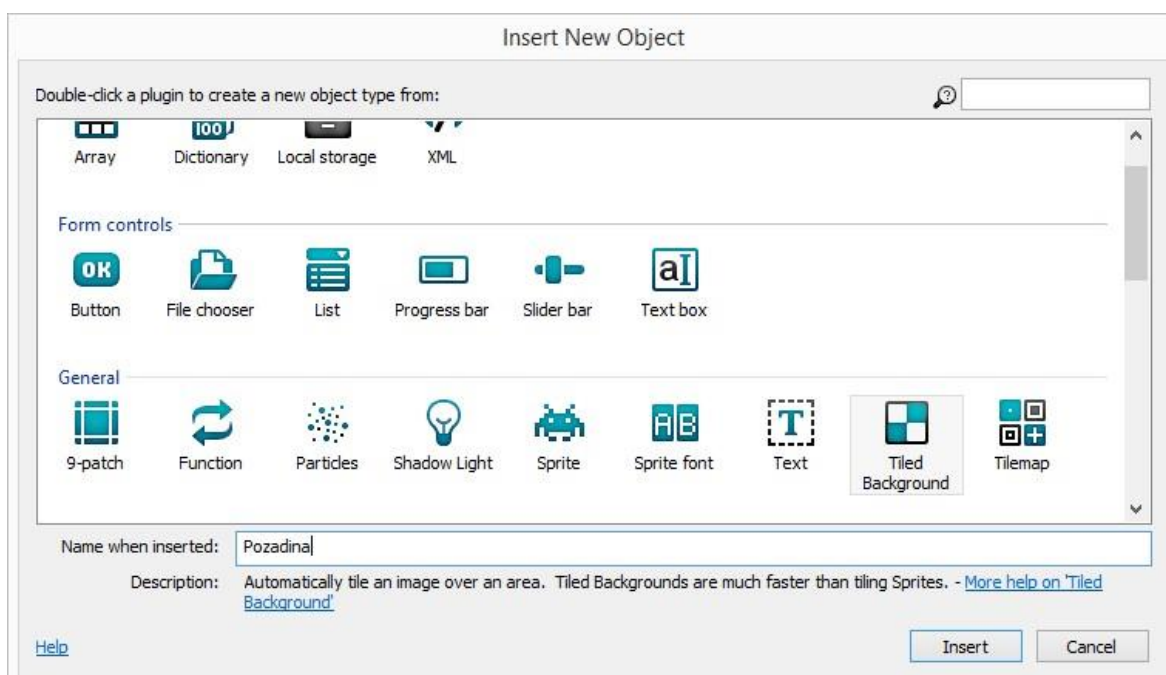 Insert New Object
Double-click a plugin to create a new object type from:
100
Array Dictionary Local storage XML
Form controls
OK aI
Button File chooser List Progress bar Slider bar Text box
General
AB T
9-patch Function Particles Shadow Light Sprite Sprite font Text Tiled Background Tilemap
Name when inserted: Pozadina
Description: Automatically tile an image over an area. Tiled Backgrounds are much faster than tiling Sprites. - More help on 'Tiled
Background'
Help Insert Cancel